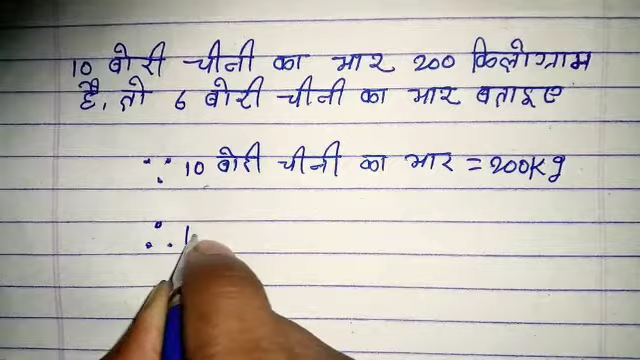 10 बोरी चीनी का भार 200 किलोग्राम
है, तो 6 बोरी चीनी का भार बताइए
∵ 10 बोरी चीनी का भार = 200Kg
∴ 1